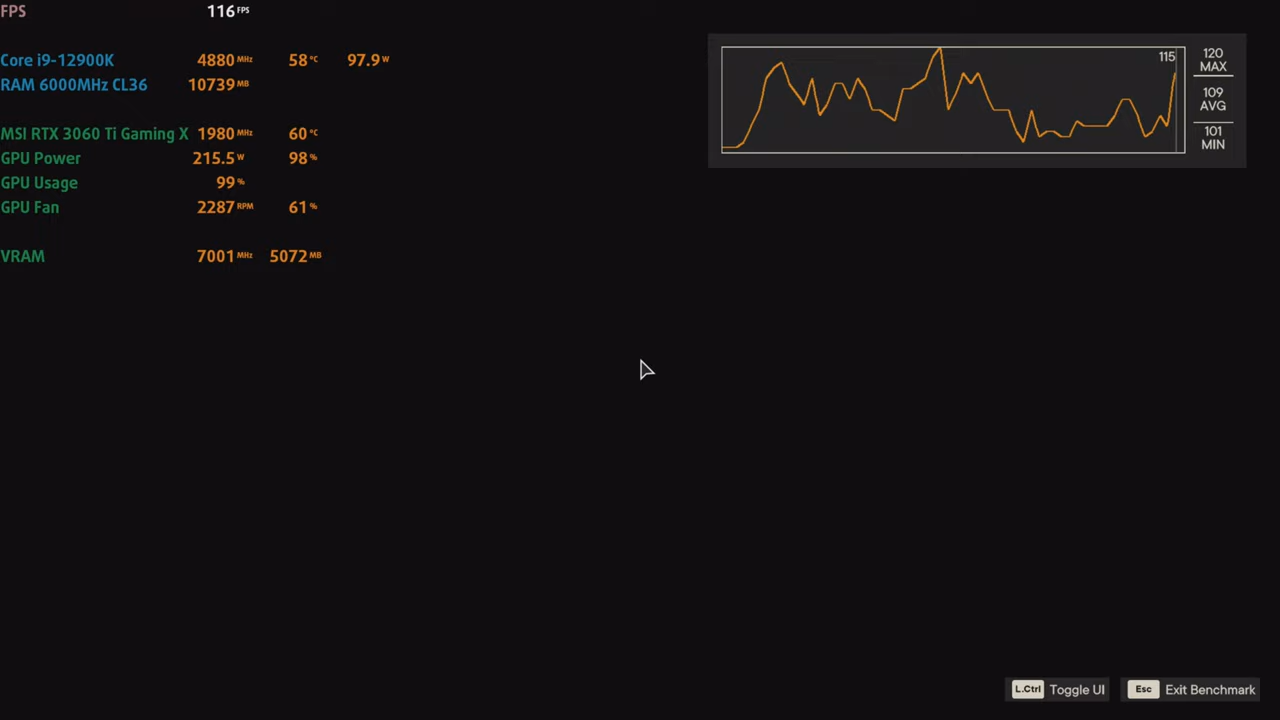 FPS 116 FPS
Core i9-12900K 4880 MHz 58 °C 97.9 W
RAM 6000MHz CL36 10739 MB
MSI RTX 3060 Ti Gaming X 1980 MHz 60 °C
GPU Power 215.5 W 98 %
GPU Usage 99 %
GPU Fan 2287 RPM 61 %
VRAM 7001 MHz 5072 MB
115
120
MAX
109
AVG
101
MIN
L.Ctrl Toggle UI Esc Exit Benchmark